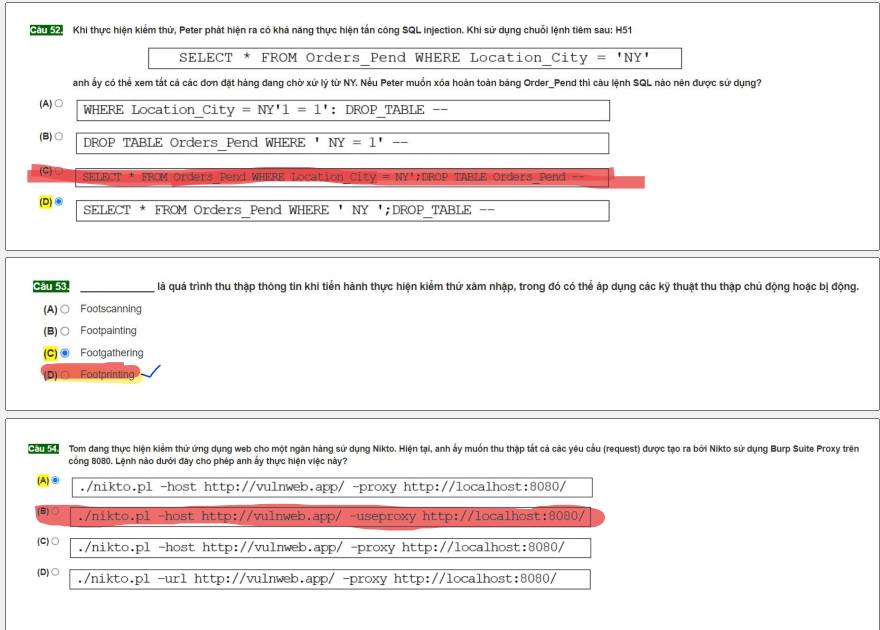 Câu 52. Khi thực hiện kiểm thử, Peter phát hiện ra có khả năng thực hiện tấn công SQL injection. Khi sử dụng chuỗi lệnh tiêm sau: H51
SELECT * FROM Orders_Pend WHERE Location_City = 'NY'
anh ấy có thể xem tất cả các đơn đặt hàng đang chờ xử lý từ NY. Nếu Peter muốn xóa hoàn toàn bảng Order_Pend thì câu lệnh SQL nào nên được sử dụng?
(A) WHERE Location_City = NY'1 = 1': DROP_TABLE --
(B) DROP TABLE Orders_Pend WHERE ' NY = 1' --
(C) SELECT * FROM Orders_Pend WHERE Location_City = NY';DROP TABLE Orders_Pend --
(D) SELECT * FROM Orders_Pend WHERE ' NY ';DROP_TABLE --
Câu 53. ______________ là quá trình thu thập thông tin khi tiến hành thực hiện kiểm thử xâm nhập, trong đó có thể áp dụng các kỹ thuật thu thập chủ động hoặc bị động.
(A) Footscanning
(B) Footpainting
(C) Footgathering
(D) Footprinting
Câu 54. Tom đang thực hiện kiểm thử ứng dụng web cho một ngân hàng sử dụng Nikto. Hiện tại, anh ấy muốn thu thập tất cả các yêu cầu (request) được tạo ra bởi Nikto sử dụng Burp Suite Proxy trên
cổng 8080. Lệnh nào dưới đây cho phép anh ấy thực hiện việc này?
(A) ./nikto.pl -host http://vulnweb.app/ -proxy http://localhost:8080/
(B) ./nikto.pl -host http://vulnweb.app/ -useproxy http://localhost:8080/
(C) ./nikto.pl -host http://vulnweb.app/ -proxy http://localhost:8080/
(D) ./nikto.pl -url http://vulnweb.app/ -proxy http://localhost:8080/